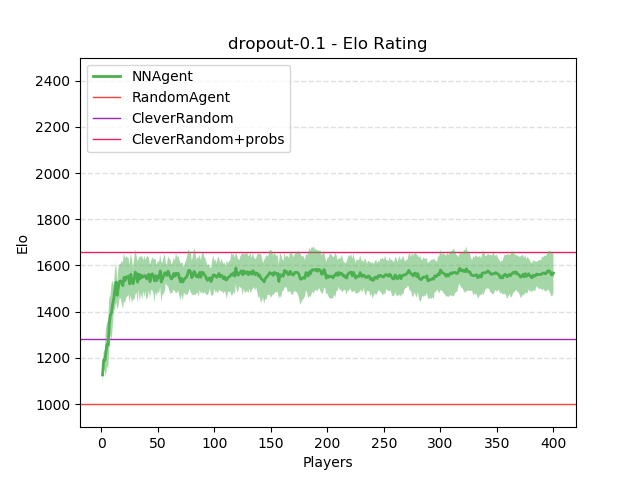 dropout-0.1 - Elo Rating
NNAgent
RandomAgent
CleverRandom
CleverRandom+probs
2400
2200
2000
1800
1600
1400
1200
1000
Elo
0 50 100 150 200 250 300 350 400
Players